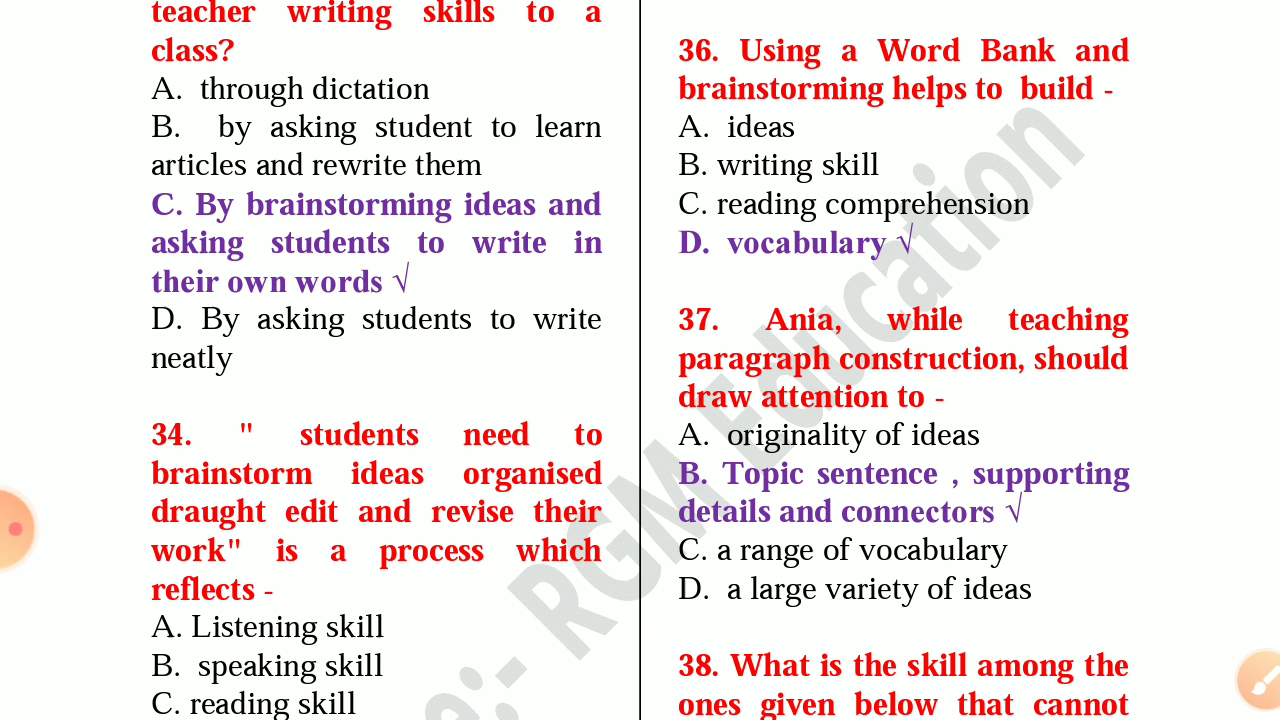 teacher writing skills to a
class?
A. through dictation
B. by asking student to learn
articles and rewrite them
C. By brainstorming ideas and
asking students to write in
their own words √
D. By asking students to write
neatly
34. " students need to
brainstorm ideas organised
draught edit and revise their
work" is a process which
reflects -
A. Listening skill
B. speaking skill
C. reading skill
36. Using a Word Bank and
brainstorming helps to build -
A. ideas
B. writing skill
C. reading comprehension
D. vocabulary √
37. Ania, while teaching
paragraph construction, should
draw attention to -
A. originality of ideas
B. Topic sentence , supporting
details and connectors √
C. a range of vocabulary
D. a large variety of ideas
38. What is the skill among the
ones given below that cannot
e;- RGM Education